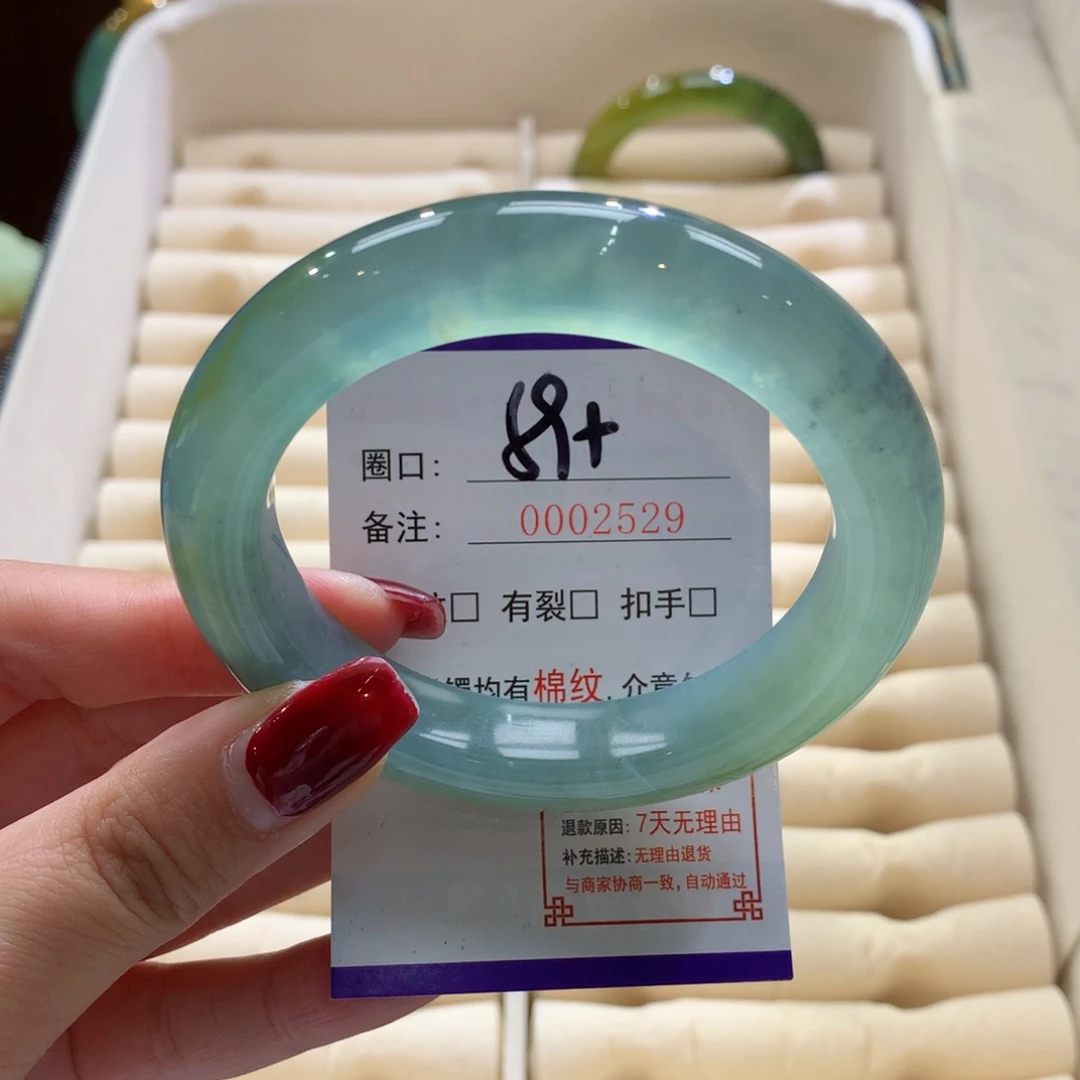 圈口: 59+
备注: 0002529
□ 有裂□ 扣手□
镯均有棉纹, 介意
退款原因: 7天无理由
补充描述: 无理由退货
与商家协商一致, 自动通过